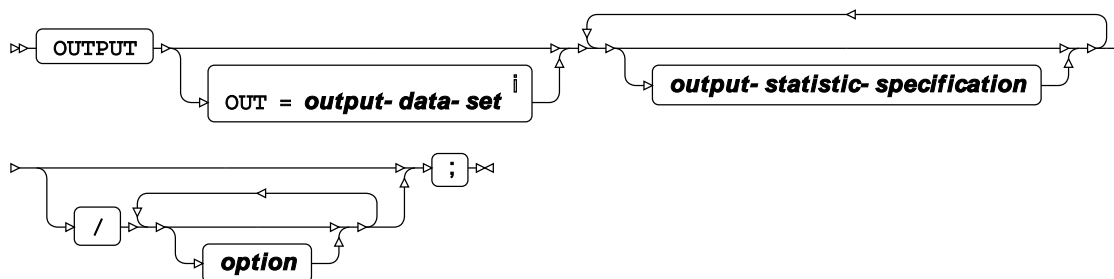 OUTPUT
OUT = output- data- set i
output- statistic- specification
;
/
option